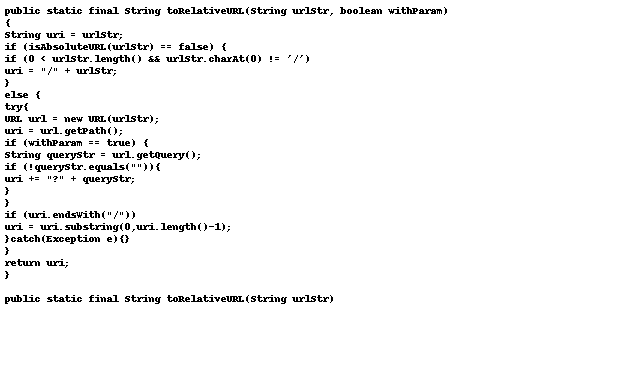 public static final String toRelativeURL(String urlStr, boolean withParam)
{
String uri = urlStr;
if (isAbsoluteURL(urlStr) == false) {
if (0 < urlStr.length() && urlStr.charAt(0) != '/')
uri = "/" + urlStr;
}
else {
try{
URL url = new URL(urlStr);
uri = url.getPath();
if (withParam == true) {
String queryStr = url.getQuery();
if (!queryStr.equals("")){
uri += "?" + queryStr;
}
}
if (uri.endsWith("/"))
uri = uri.substring(0,uri.length()-1);
}catch(Exception e){}
}
return uri;
}
public static final String toRelativeURL(String urlStr)